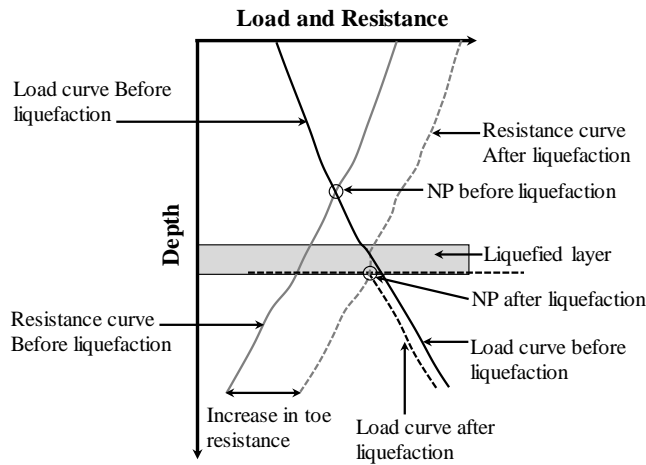 Load and Resistance
Load curve Before
liquefaction
Resistance curve
After liquefaction
NP before liquefaction
Depth
Liquefied layer
NP after liquefaction
Resistance curve
Before liquefaction
Load curve before
liquefaction
Increase in toe
resistance
Load curve after
liquefaction